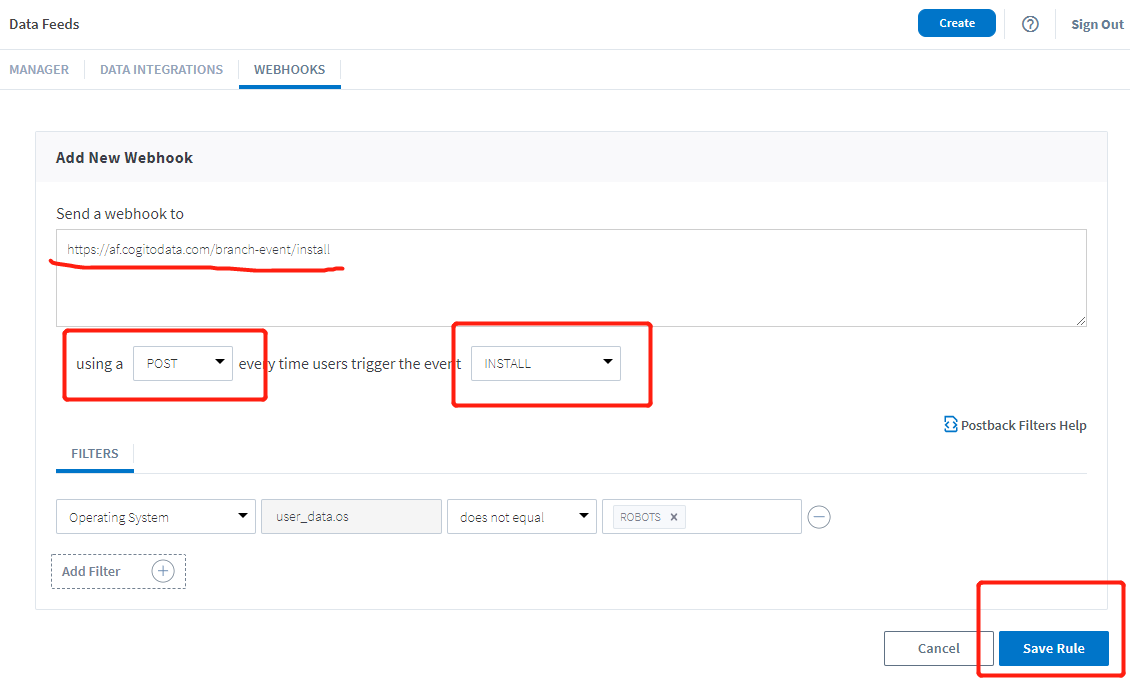 Data Feeds Create Sign Out
MANAGER DATA INTEGRATIONS WEBHOOKS
Add New Webhook
Send a webhook to
https://af.cogitodata.com/branch-event/install
using a POST every time users trigger the event INSTALL
Postback Filters Help
FILTERS
Operating System user_data.os does not equal ROBOTS ×
Add Filter
Cancel Save Rule